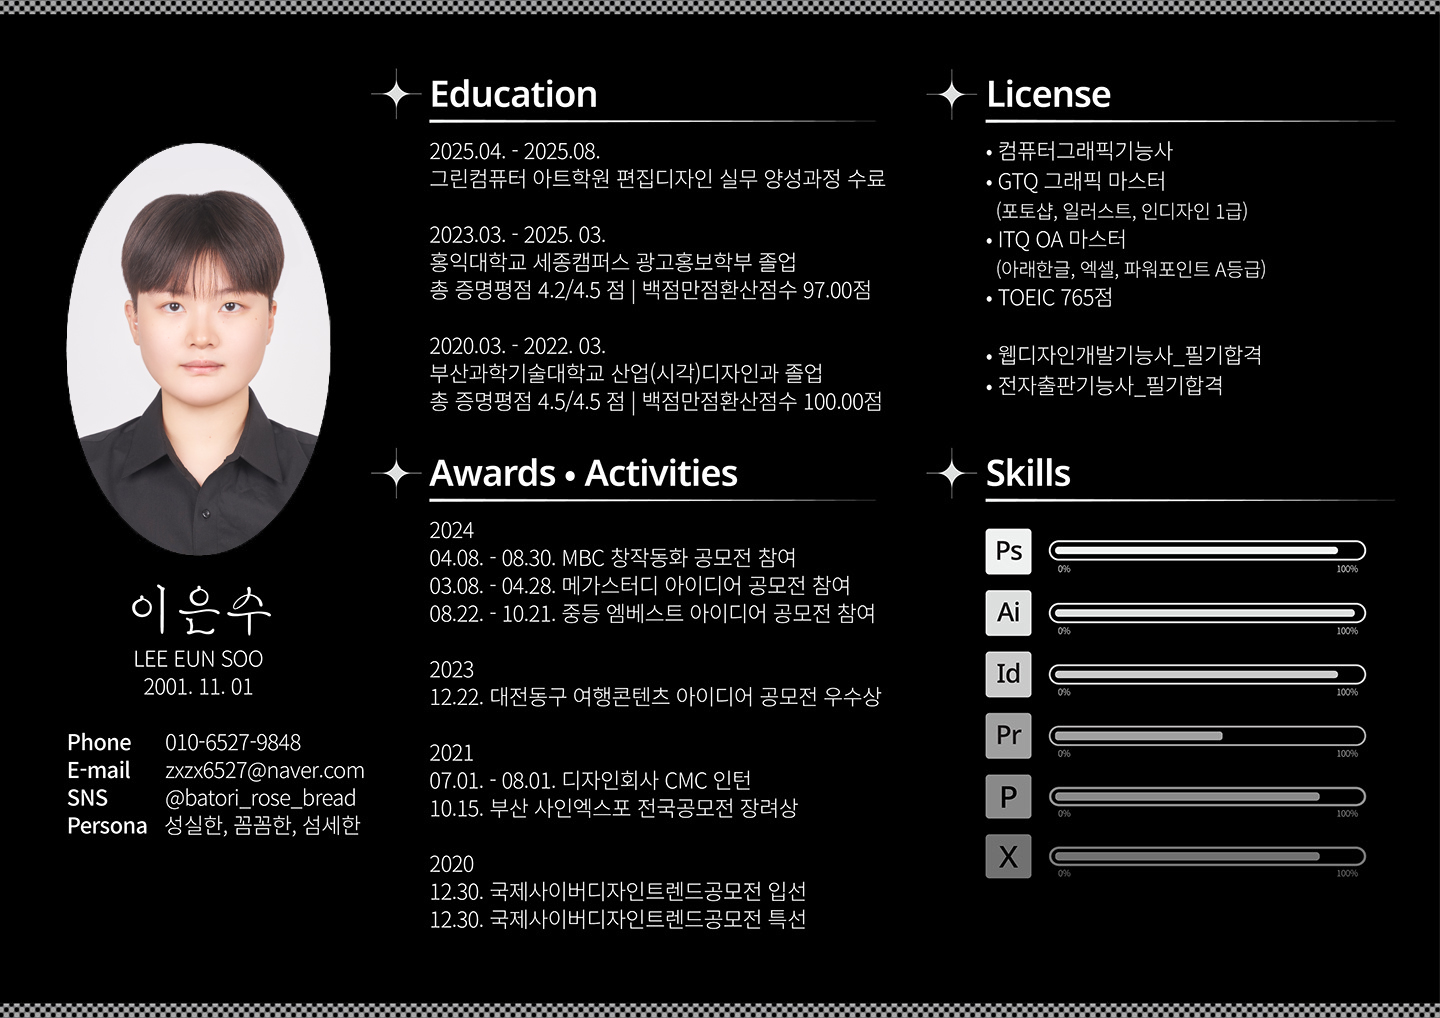 이은수
LEE EUN SOO
2001. 11. 01
Phone 010-6527-9848
E-mail zxzx6527@naver.com
SNS @batori_rose_bread
Persona 성실한, 꼼꼼한, 섬세한
Education
2025.04. - 2025.08.
그린컴퓨터 아트학원 편집디자인 실무 양성과정 수료
2023.03. - 2025. 03.
홍익대학교 세종캠퍼스 광고홍보학부 졸업
총 증명평점 4.2/4.5 점 | 백점만점환산점수 97.00점
2020.03. - 2022. 03.
부산과학기술대학교 산업(시각)디자인과 졸업
총 증명평점 4.5/4.5 점 | 백점만점환산점수 100.00점
Awards • Activities
2024
04.08. - 08.30. MBC 창작동화 공모전 참여
03.08. - 04.28. 메가스터디 아이디어 공모전 참여
08.22. - 10.21. 중등 엠베스트 아이디어 공모전 참여
2023
12.22. 대전동구 여행콘텐츠 아이디어 공모전 우수상
2021
07.01. - 08.01. 디자인회사 CMC 인턴
10.15. 부산 사인엑스포 전국공모전 장려상
2020
12.30. 국제사이버디자인트렌드공모전 입선
12.30. 국제사이버디자인트렌드공모전 특선
License
• 컴퓨터그래픽기능사
• GTQ 그래픽 마스터
(포토샵, 일러스트, 인디자인 1급)
• ITQ OA 마스터
(아래한글, 엑셀, 파워포인트 A등급)
• TOEIC 765점
• 웹디자인개발기능사_필기합격
• 전자출판기능사_필기합격
Skills
Ps
0% 100%
Ai
0% 100%
Id
0% 100%
Pr
0% 100%
P
0% 100%
X
0% 100%